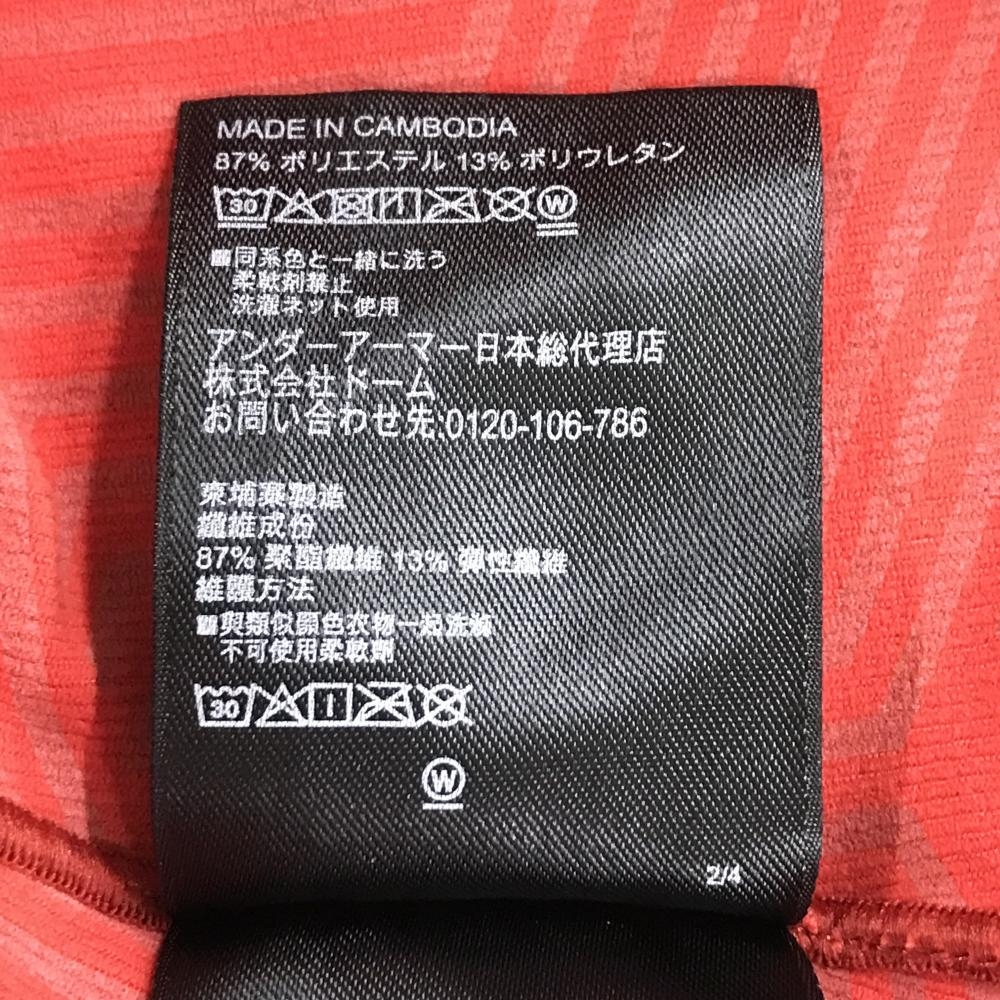 MADE IN CAMBODIA
87% ポリエステル 13% ポリウレタン
30 W
■同系色と一緒に洗う
柔軟剤禁止
洗濯ネット使用
アンダーアーマー日本総代理店
株式会社ドーム
お問い合わせ先:0120-106-786
柬埔寨製造
纖維成份
87% 聚酯纖維 13% 彈性纖維
維護方法
■與類似顏色衣物一起洗滌
不可使用柔軟劑
30
W
2/4